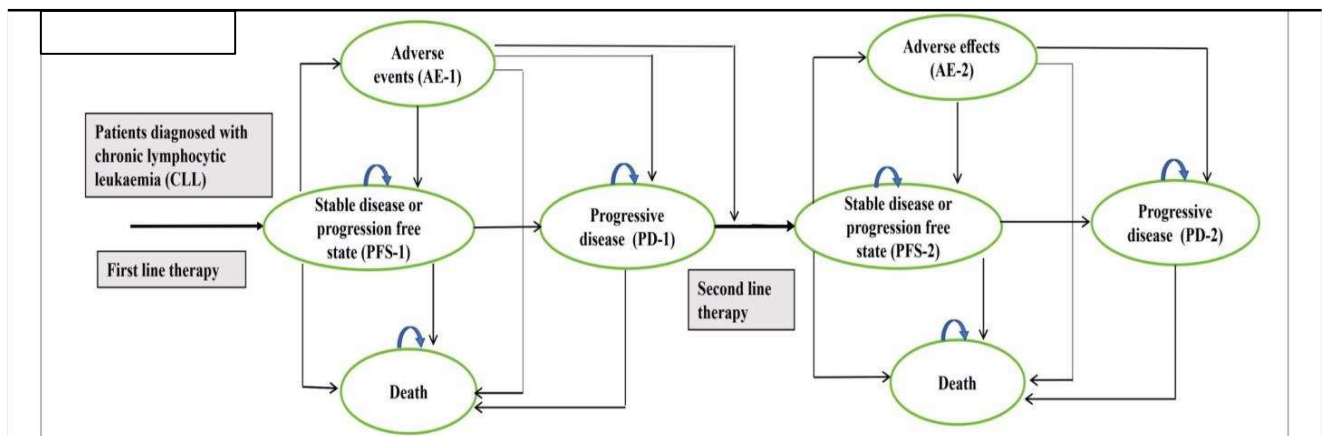 Adverse
events (AE-1)
Adverse effects
(AE-2)
Patients diagnosed with
chronic lymphocytic
leukaemia (CLL)
Stable disease or
progression free
state (PFS-1)
Progressive
disease (PD-1)
Stable disease or
progression free
state (PFS-2)
Progressive
disease (PD-2)
First line therapy
Second line
therapy
Death
Death